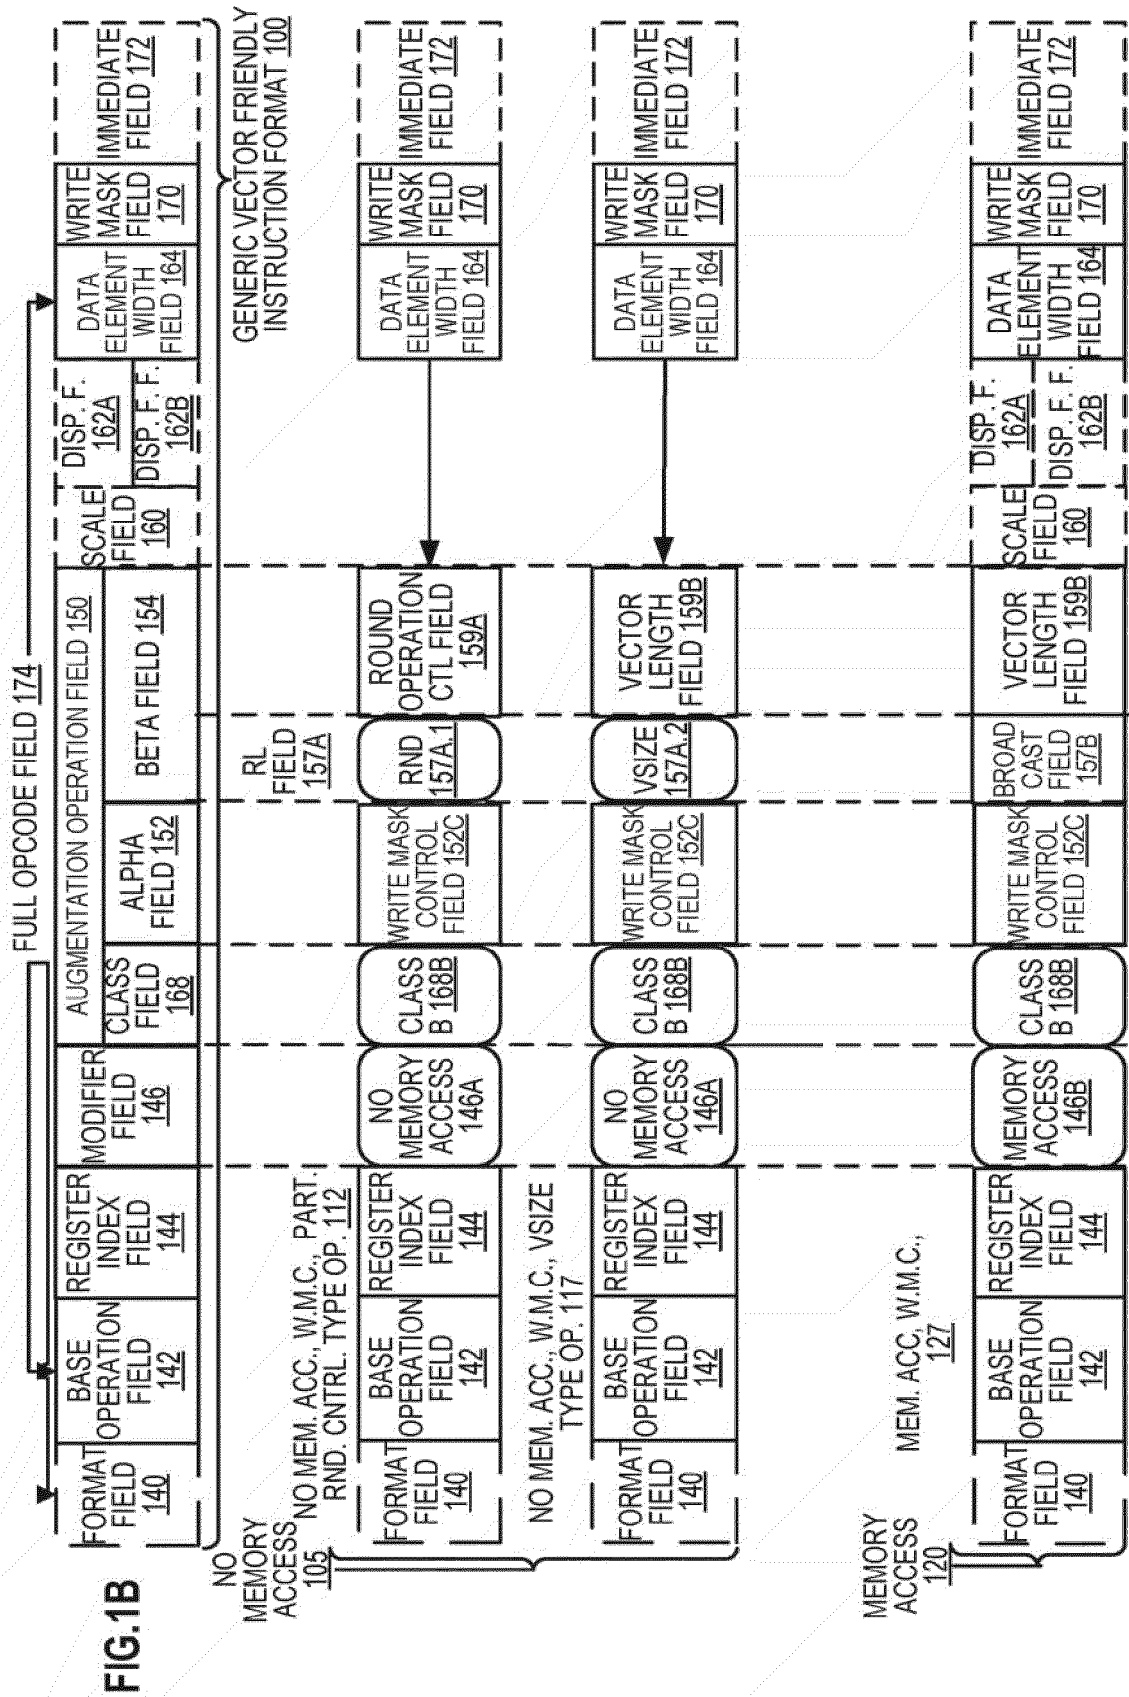 FIG.1B
FULL OPCODE FIELD 174
FORMAT
FIELD
140
BASE
OPERATION
FIELD
142
REGISTER
INDEX
FIELD
144
MODIFIER
FIELD
146
AUGMENTATION OPERATION FIELD 150
CLASS
FIELD
168
ALPHA
FIELD 152
BETA FIELD 154
SCALE
FIELD
160
DISP. F.
162A
DISP. F. F.
162B
DATA
ELEMENT
WIDTH
FIELD 164
WRITE
MASK
FIELD
170
IMMEDIATE
FIELD 172
GENERIC VECTOR FRIENDLY
INSTRUCTION FORMAT 100
NO
MEMORY
ACCESS
105
NO MEM. ACC., W.M.C., PART.
RND. CNTRL. TYPE OP. 112
RL
FIELD
157A
FORMAT
FIELD
140
BASE
OPERATION
FIELD
142
REGISTER
INDEX
FIELD
144
NO
MEMORY
ACCESS
146A
CLASS
B 168B
WRITE MASK
CONTROL
FIELD 152C
RND
157A.1
ROUND
OPERATION
CTL FIELD
159A
DATA
ELEMENT
WIDTH
FIELD 164
WRITE
MASK
FIELD
170
IMMEDIATE
FIELD 172
NO MEM. ACC., W.M.C., VSIZE
TYPE OP. 117
FORMAT
FIELD
140
BASE
OPERATION
FIELD
142
REGISTER
INDEX
FIELD
144
NO
MEMORY
ACCESS
146A
CLASS
B 168B
WRITE MASK
CONTROL
FIELD 152C
VSIZE
157A.2
VECTOR
LENGTH
FIELD 159B
DATA
ELEMENT
WIDTH
FIELD 164
WRITE
MASK
FIELD
170
IMMEDIATE
FIELD 172
MEMORY
ACCESS
120
MEM. ACC, W.M.C.,
127
FORMAT
FIELD
140
BASE
OPERATION
FIELD
142
REGISTER
INDEX
FIELD
144
MEMORY
ACCESS
146B
CLASS
B 168B
WRITE MASK
CONTROL
FIELD 152C
BROAD
CAST
FIELD
157B
VECTOR
LENGTH
FIELD 159B
SCALE
FIELD
160
DISP. F.
162A
DISP. F. F.
162B
DATA
ELEMENT
WIDTH
FIELD 164
WRITE
MASK
FIELD
170
IMMEDIATE
FIELD 172